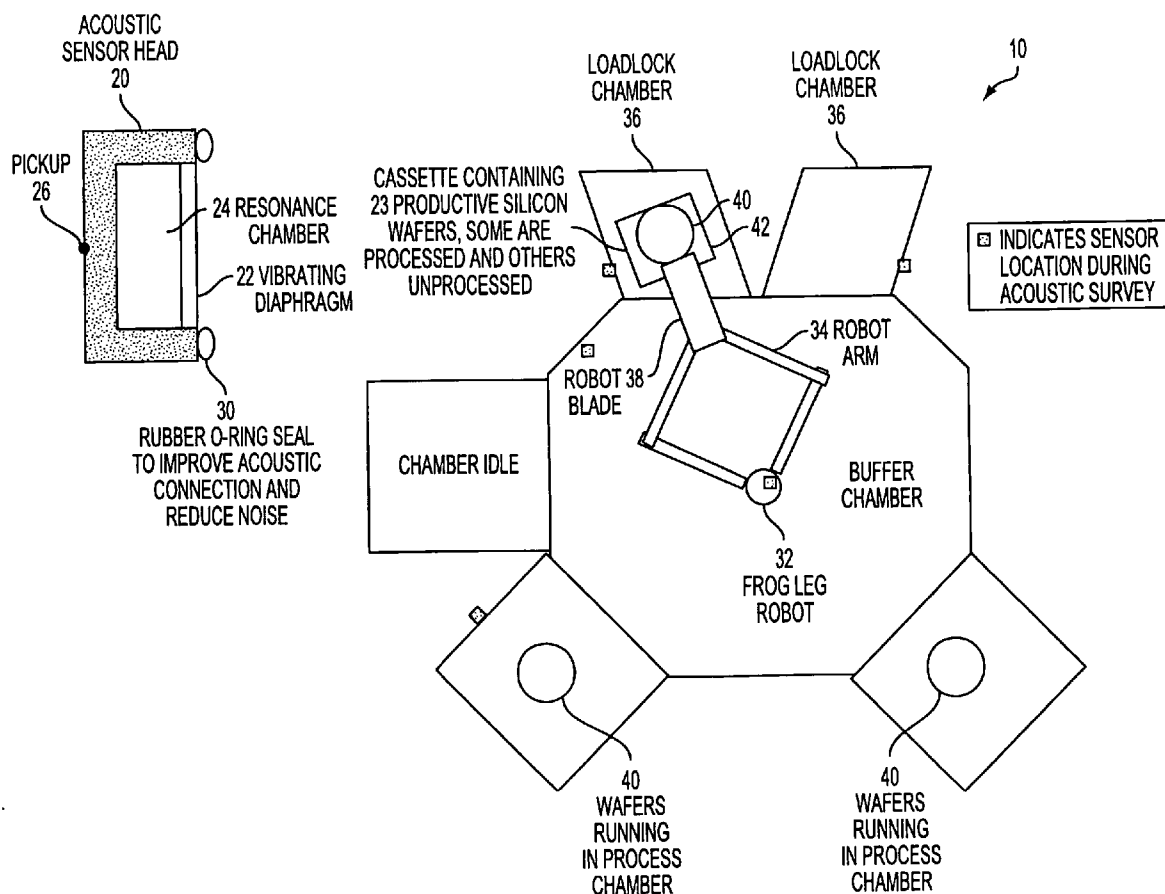 ACOUSTIC
SENSOR HEAD
20
PICKUP
26
24 RESONANCE
CHAMBER
22 VIBRATING
DIAPHRAGM
30
RUBBER O-RING SEAL
TO IMPROVE ACOUSTIC
CONNECTION AND
REDUCE NOISE
LOADLOCK
CHAMBER
36
LOADLOCK
CHAMBER
36
10
CASSETTE CONTAINING
23 PRODUCTIVE SILICON
WAFERS, SOME ARE
PROCESSED AND OTHERS
UNPROCESSED
40
42
INDICATES SENSOR
LOCATION DURING
ACOUSTIC SURVEY
34 ROBOT
ARM
ROBOT 38
BLADE
CHAMBER IDLE
BUFFER
CHAMBER
32
FROG LEG
ROBOT
40
WAFERS
RUNNING
IN PROCESS
CHAMBER
40
WAFERS
RUNNING
IN PROCESS
CHAMBER